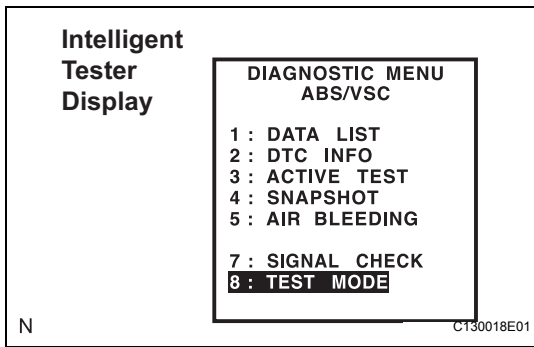 Intelligent
Tester
Display
DIAGNOSTIC MENU
ABS/VSC
1 : DATA LIST
2 : DTC INFO
3 : ACTIVE TEST
4 : SNAPSHOT
5 : AIR BLEEDING
7 : SIGNAL CHECK
8 : TEST MODE
N
C130018E01